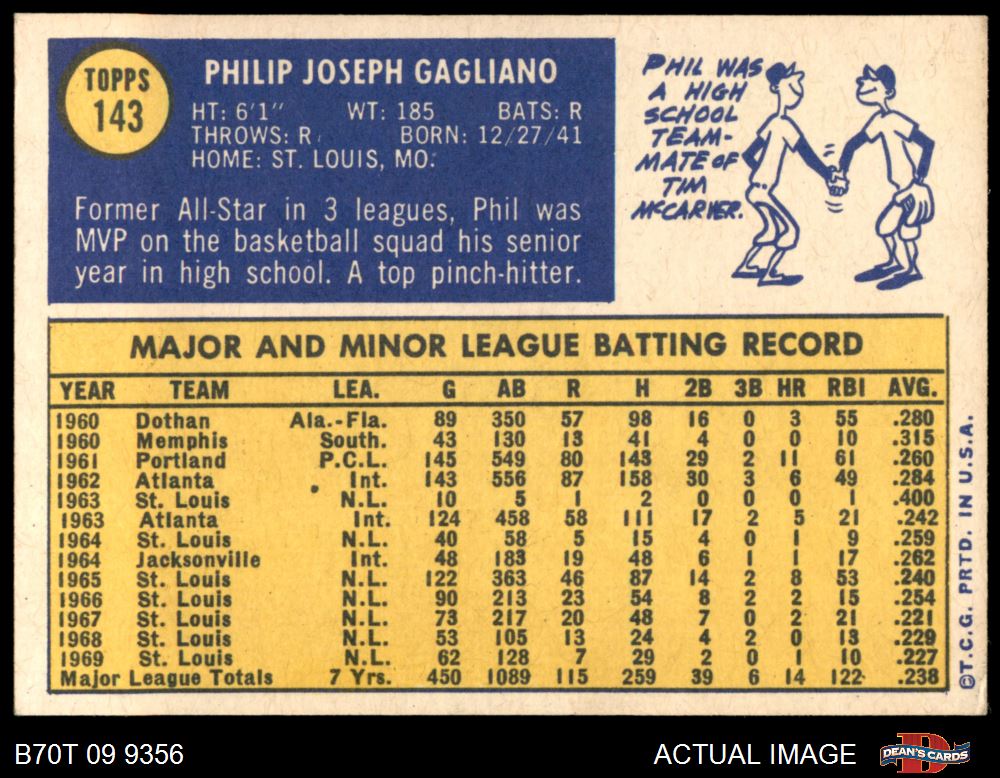 TOPPS
143
PHILIP JOSEPH GAGLIANO
HT: 6'1" WT: 185 BATS: R
THROWS: R BORN: 12/27/41
HOME: ST. LOUIS, MO.
Former All-Star in 3 leagues, Phil was
MVP on the basketball squad his senior
year in high school. A top pinch-hitter.
PHIL WAS
A HIGH
SCHOOL
TEAM-
MATE OF
TIM
McCARVER.
MAJOR AND MINOR LEAGUE BATTING RECORD
YEAR TEAM LEA. G AB R H 2B 3B HR RBI AVG.
1960 Dothan Ala.-Fla. 89 350 57 98 16 0 3 55 .280
1960 Memphis South. 43 130 13 41 4 0 0 10 .315
1961 Portland P.C.L. 145 549 80 143 29 2 11 61 .260
1962 Atlanta Int. 143 556 87 158 30 3 6 49 .284
1963 St. Louis N.L. 10 5 1 2 0 0 0 1 .400
1963 Atlanta Int. 124 458 58 111 17 2 5 21 .242
1964 St. Louis N.L. 40 58 5 15 4 0 1 9 .259
1964 Jacksonville Int. 48 183 19 48 6 1 1 17 .262
1965 St. Louis N.L. 122 363 46 87 14 2 8 53 .240
1966 St. Louis N.L. 90 213 23 54 8 2 2 15 .254
1967 St. Louis N.L. 73 217 20 48 7 0 2 21 .221
1968 St. Louis N.L. 53 105 13 24 4 2 0 13 .229
1969 St. Louis N.L. 62 128 7 29 2 0 1 10 .227
Major League Totals 7 Yrs. 450 1089 115 259 39 6 14 122 .238
©T.C.G. PRTD. IN U.S.A.
B70T 09 9356 ACTUAL IMAGE
DEAN'S CARDS